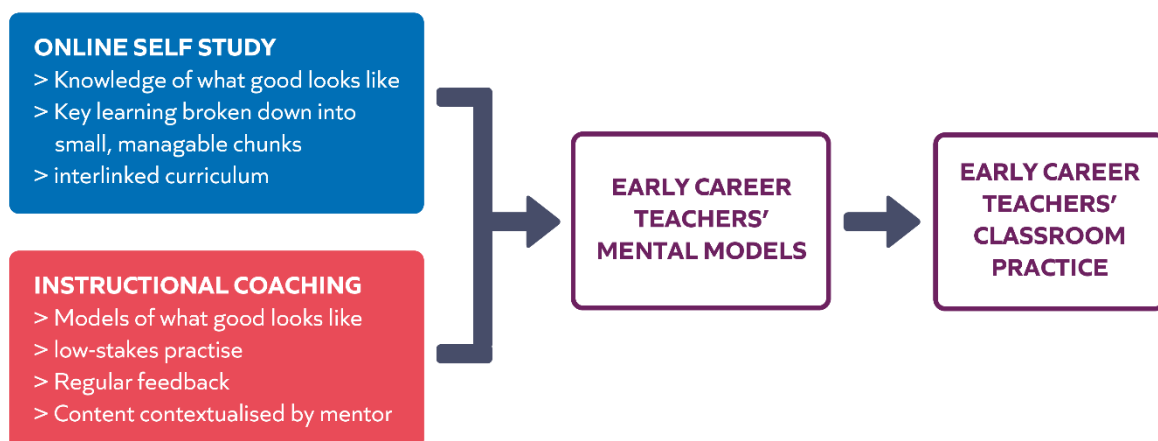 ONLINE SELF STUDY
> Knowledge of what good looks like
> Key learning broken down into
small, managable chunks
> interlinked curriculum
INSTRUCTIONAL COACHING
> Models of what good looks like
> low-stakes practise
> Regular feedback
> Content contextualised by mentor
EARLY CAREER
TEACHERS’
MENTAL MODELS
EARLY CAREER
TEACHERS’
CLASSROOM
PRACTICE